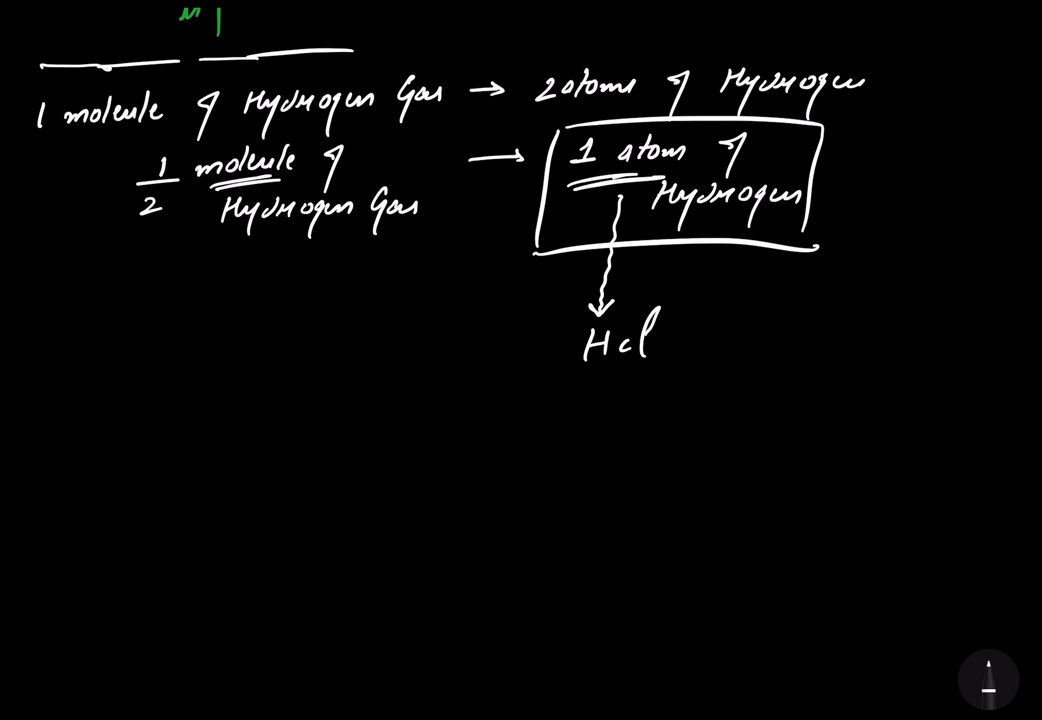 1 molecule of Hydrogen Gas → 2 atoms of Hydrogen
1/2 molecule of → 1 atom of
Hydrogen Gas Hydrogen
Hcl